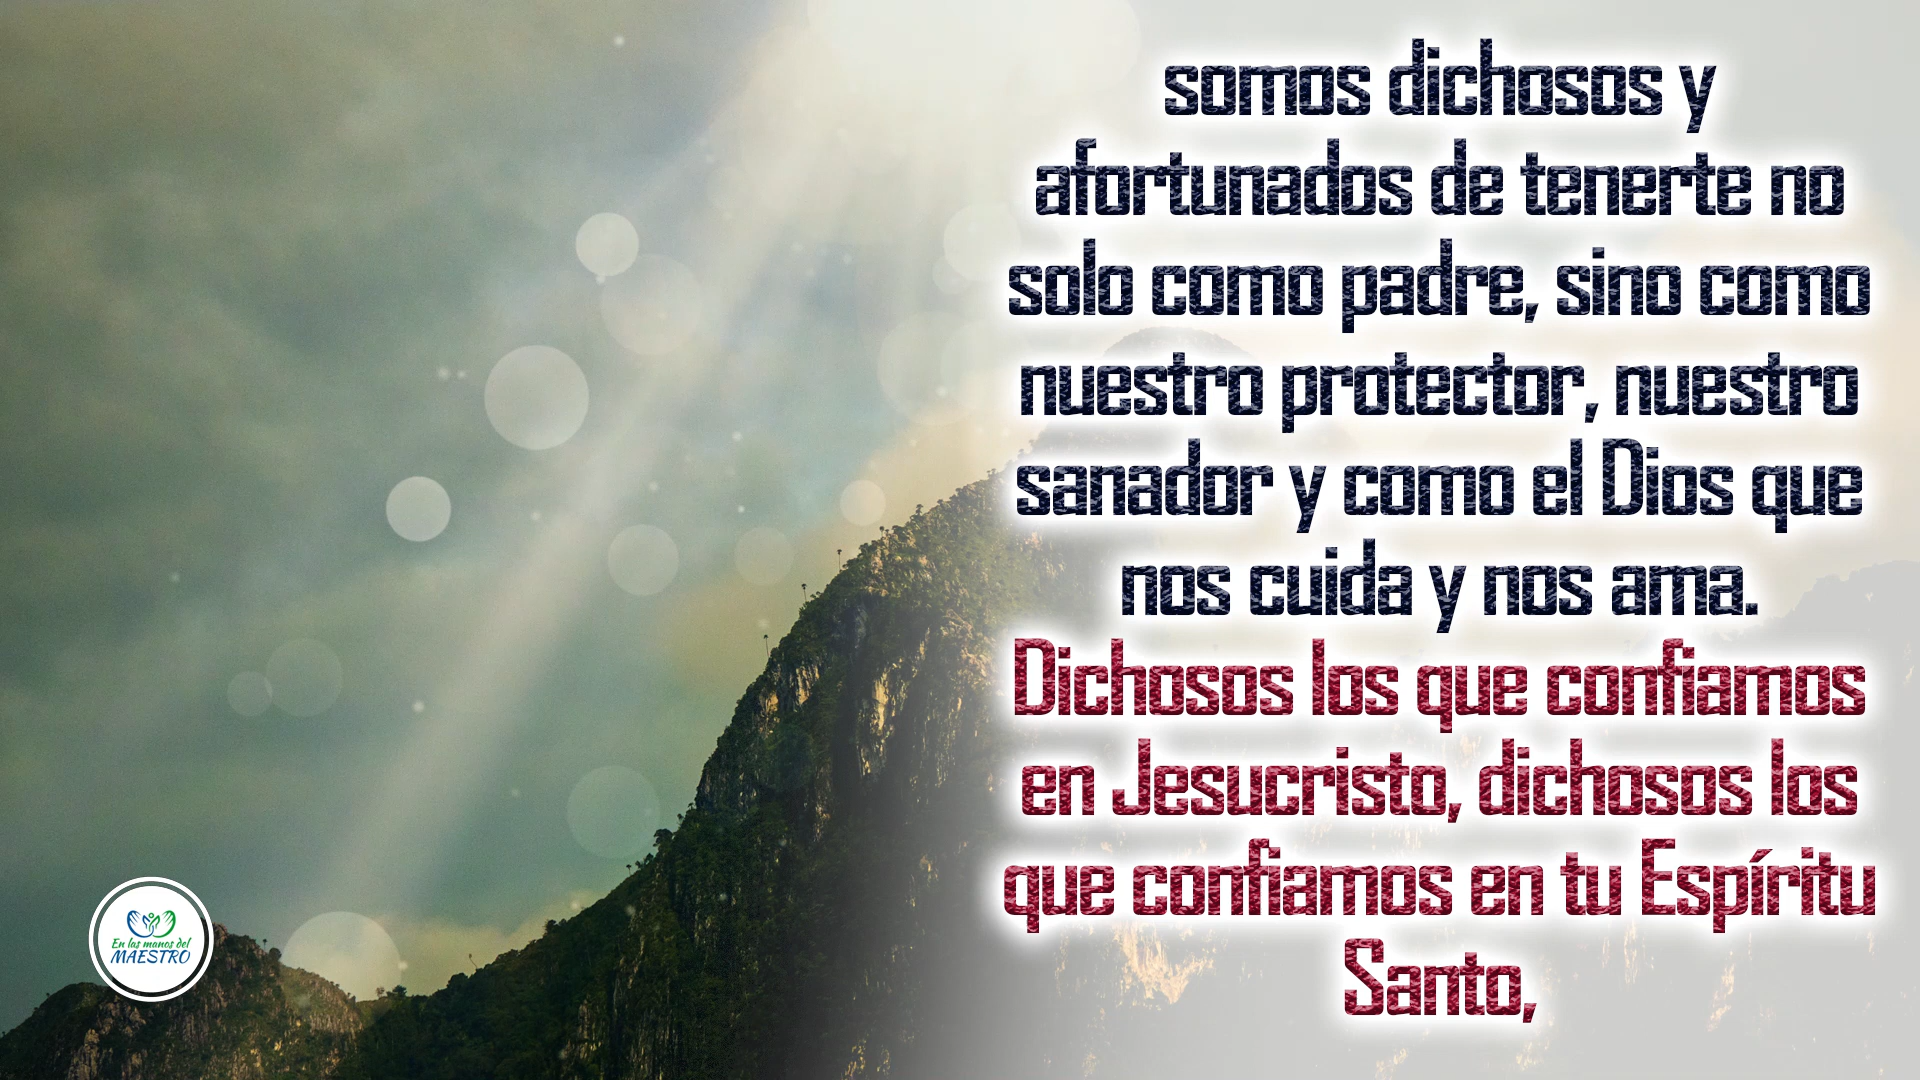 somos dichosos y
afortunados de tenerte no
solo como padre, sino como
nuestro protector, nuestro
sanador y como el Dios que
nos cuida y nos ama.
Dichosos los que confiamos
en Jesucristo, dichosos los
que confiamos en tu Espíritu
Santo,
En las manos del
MAESTRO